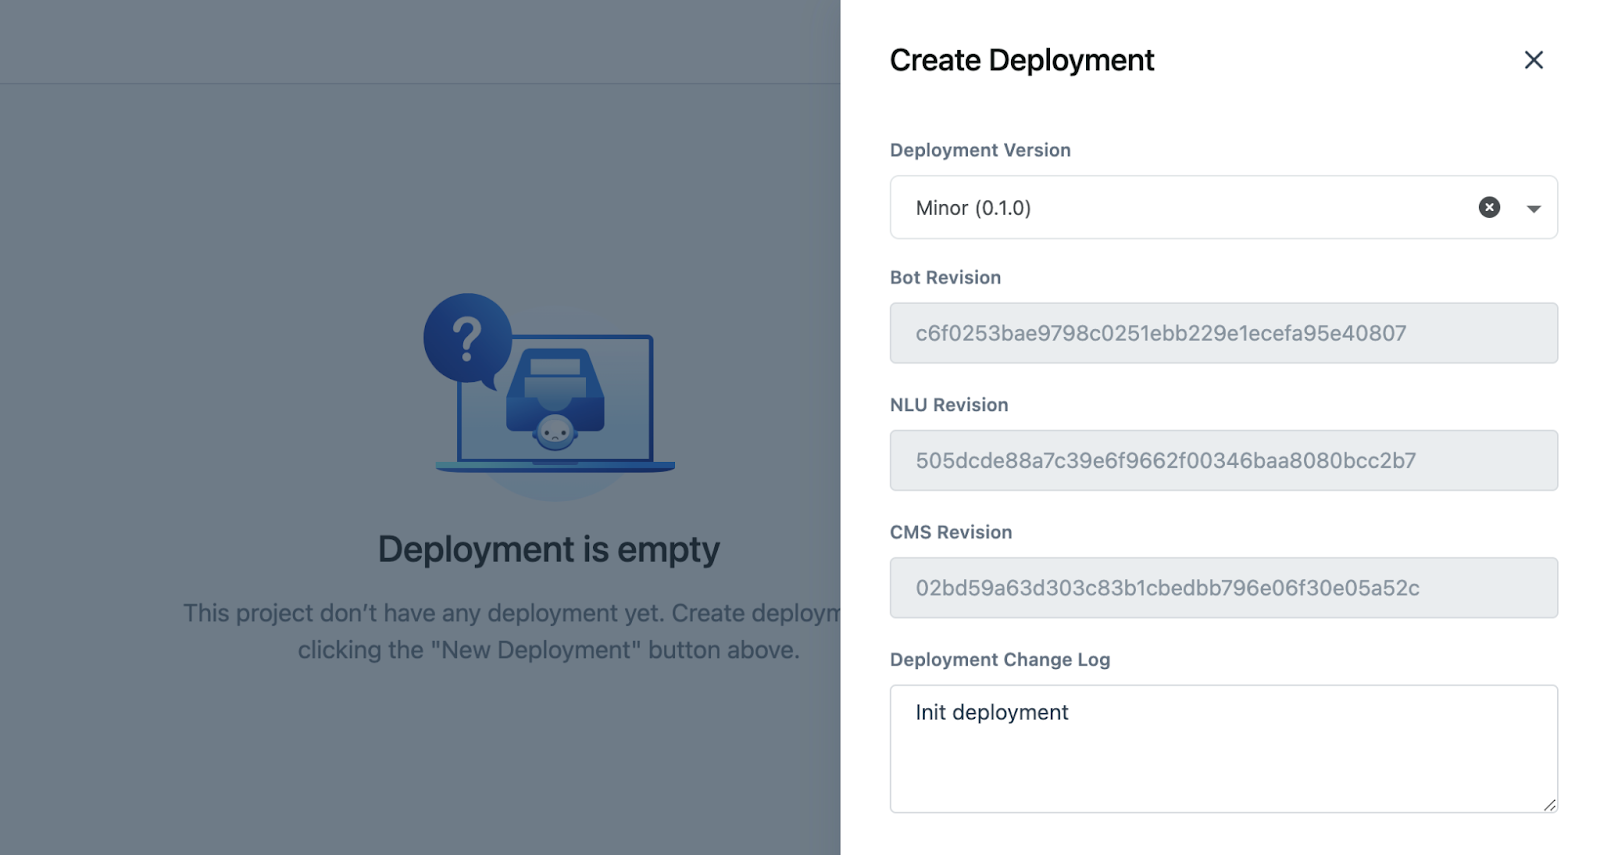 Create Deployment
Deployment Version
Minor (0.1.0)
Bot Revision
c6f0253bae9798c0251ebb229e1ecefa95e40807
NLU Revision
505dcde88a7c39e6f9662f00346baa8080bcc2b7
CMS Revision
02bd59a63d303c83b1cbedbb796e06f30e05a52c
Deployment Change Log
Init deployment
?
Deployment is empty
This project don't have any deployment yet. Create deploym
clicking the "New Deployment" button above.